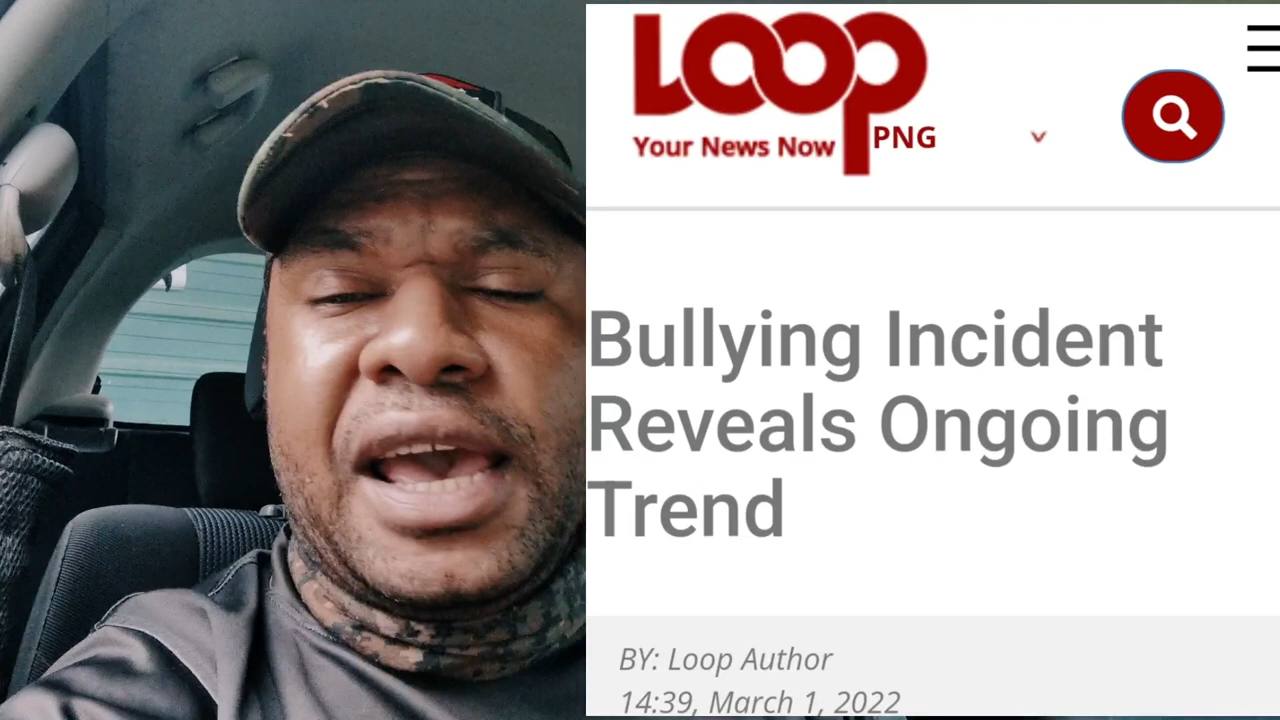 LOOP
Your News Now PNG
Bullying Incident
Reveals Ongoing
Trend
BY: Loop Author
14:39, March 1, 2022